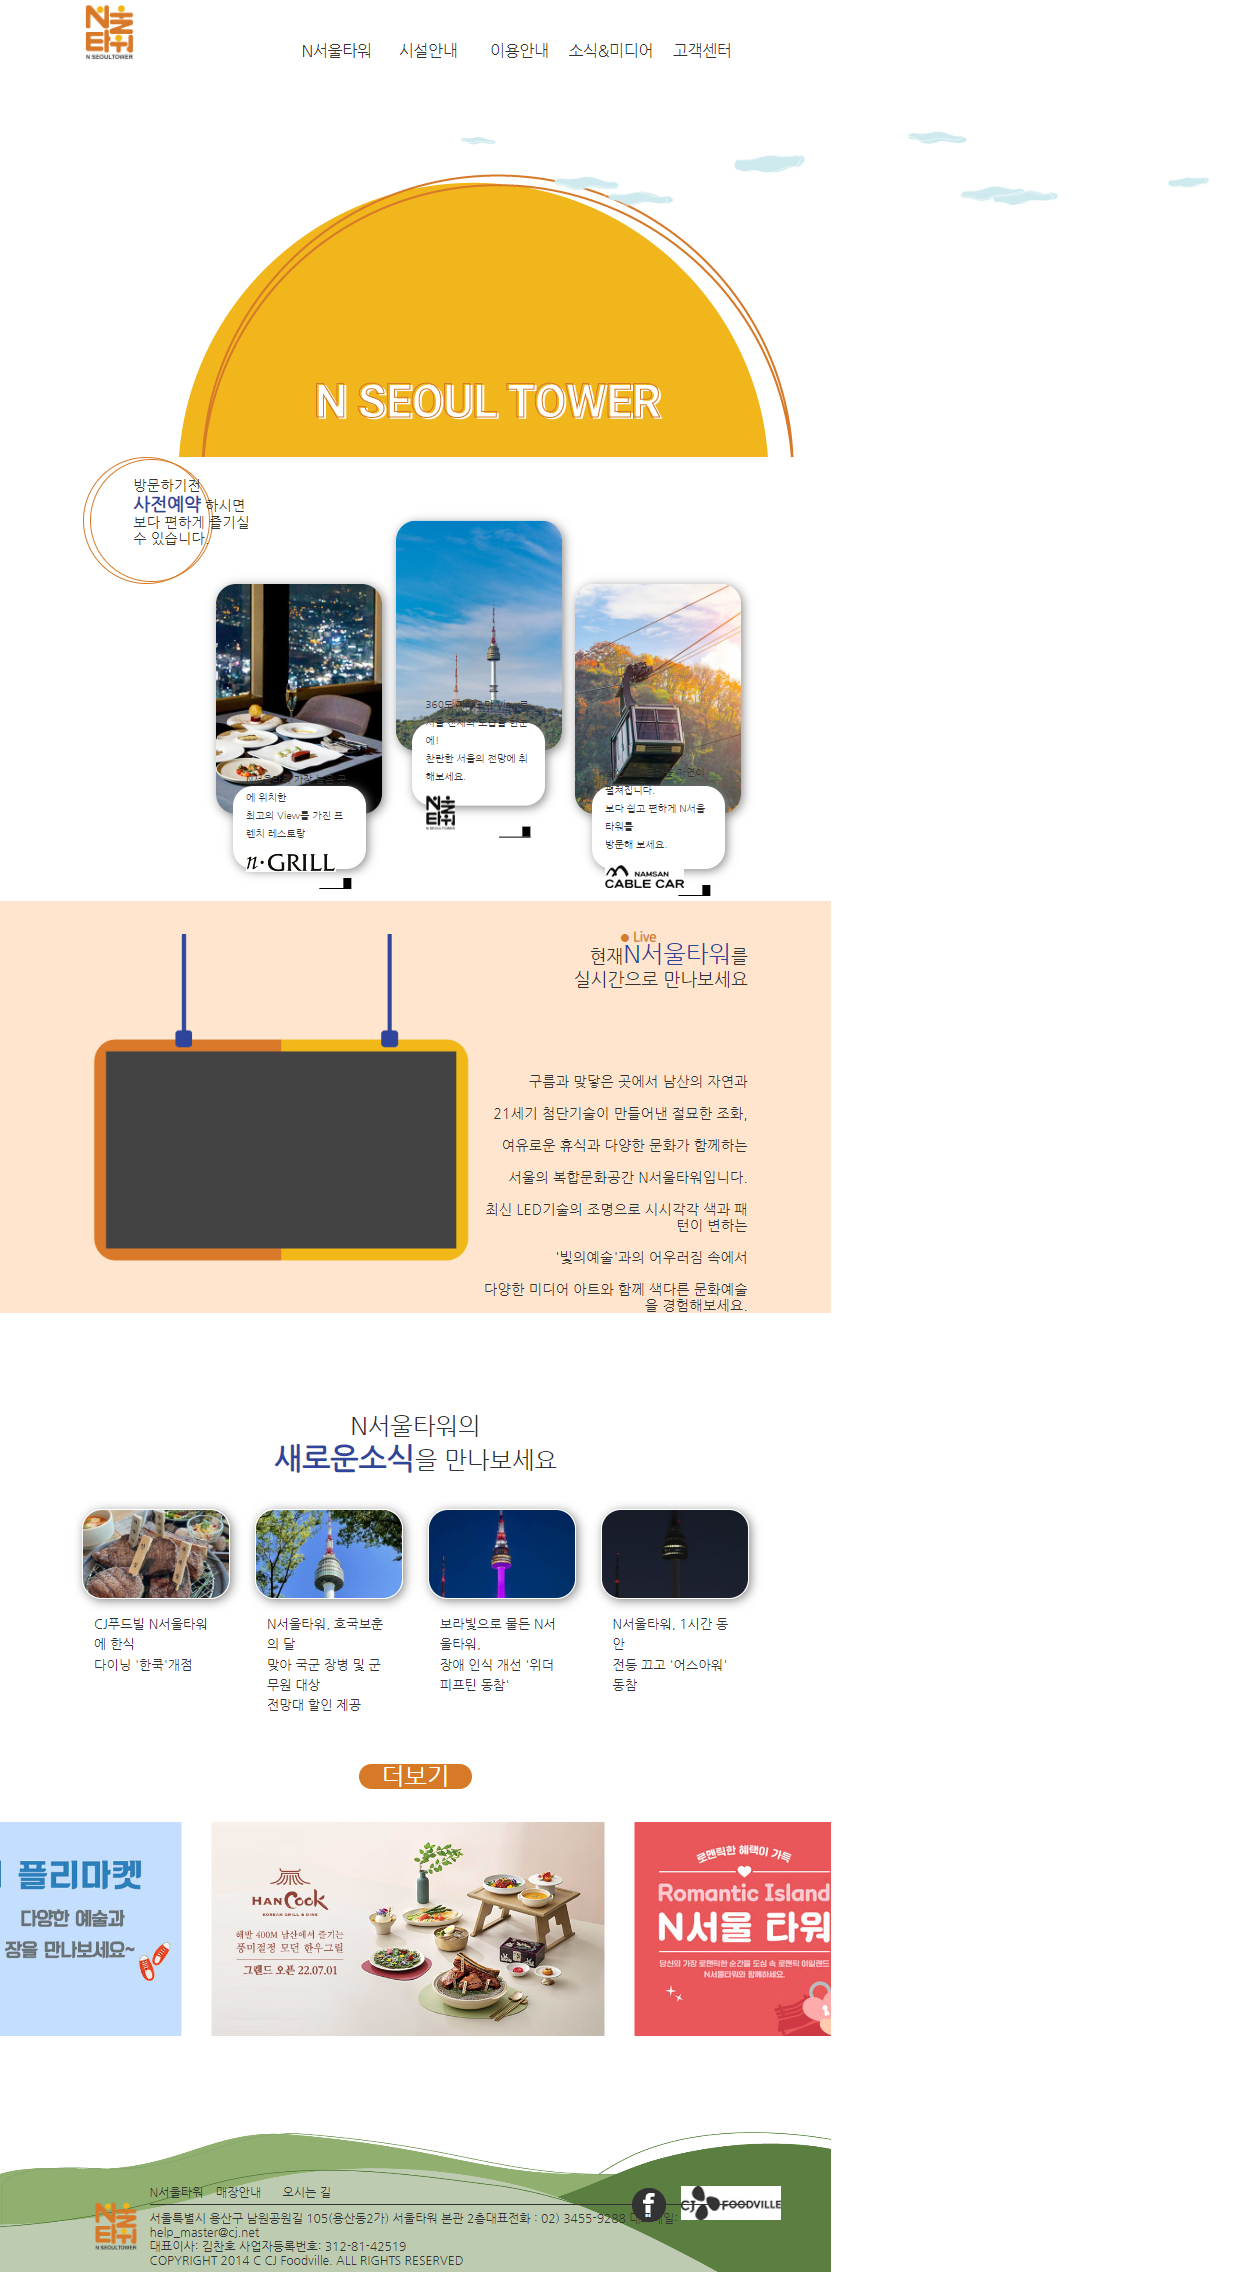 N서울타워
N SEOULTOWER
N서울타워 시설안내 이용안내 소식&미디어 고객센터
N SEOUL TOWER
방문하기전
사전예약 하시면
보다 편하게 즐기실
수 있습니다.
360도
에!
찬란한 서울의 전망에 취
해보세요.
N서울타워
N SEOULTOWER
에 위치한
최고의 View를 가진 프
렌치 레스토랑
n·GRILL
펼쳐집니다.
보다 쉽고 편하게 N서울
타워를
방문해 보세요.
NAMSAN
CABLE CAR
● Live
현재N서울타워를
실시간으로 만나보세요
구름과 맞닿은 곳에서 남산의 자연과
21세기 첨단기술이 만들어낸 절묘한 조화,
여유로운 휴식과 다양한 문화가 함께하는
서울의 복합문화공간 N서울타워입니다.
최신 LED기술의 조명으로 시시각각 색과 패
턴이 변하는
'빛의예술'과의 어우러짐 속에서
다양한 미디어 아트와 함께 색다른 문화예술
을 경험해보세요.
N서울타워의
새로운소식을 만나보세요
CJ푸드빌 N서울타워
에 한식
다이닝 '한쿡'개점
N서울타워, 호국보훈
의 달
맞아 국군 장병 및 군
무원 대상
전망대 할인 제공
보라빛으로 물든 N서
울타워,
장애 인식 개선 '위더
피프틴 동참'
N서울타워, 1시간 동
안
전등 끄고 '어스아워'
동참
더보기
플리마켓
다양한 예술과
장을 만나보세요~
HANCOOK
KOREAN GRILL & DINE
해발 400M 남산에서 즐기는
풍미절정 모던 한우그릴
그랜드 오픈 22.07.01
로맨틱한 혜택이 가득
Romantic Island
N서울 타워
당신의 가장 로맨틱한 순간을 도심 속 로맨틱 아일랜드
N서울타워와 함께하세요.
N서울타워 매장안내 오시는 길
f
CJ FOODVILLE
N서울타워
N SEOULTOWER
서울특별시 용산구 남원공원길 105(용산동2가) 서울타워 본관 2층대표전화 : 02) 3455-9288 대표메일:
help_master@cj.net
대표이사: 김찬호 사업자등록번호: 312-81-42519
COPYRIGHT 2014 C CJ Foodville. ALL RIGHTS RESERVED